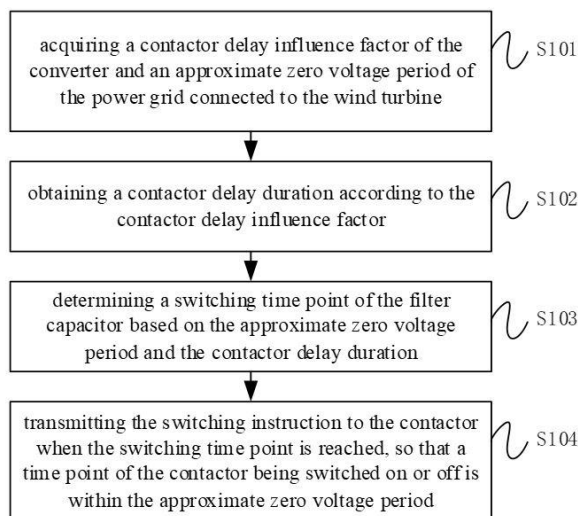 acquiring a contactor delay influence factor of the
converter and an approximate zero voltage period of
the power grid connected to the wind turbine
S101
obtaining a contactor delay duration according to the
contactor delay influence factor
S102
determining a switching time point of the filter
capacitor based on the approximate zero voltage
period and the contactor delay duration
S103
transmitting the switching instruction to the contactor
when the switching time point is reached, so that a
time point of the contactor being switched on or off is
within the approximate zero voltage period
S104